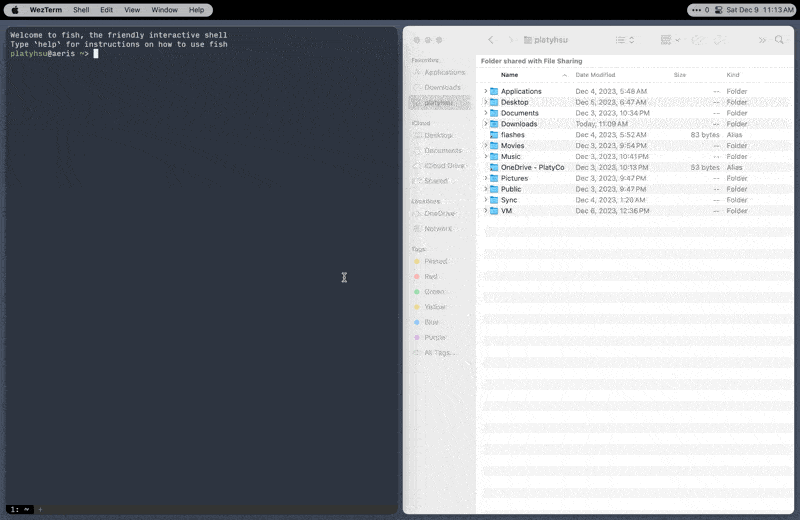 WezTerm Shell Edit View Window Help
0 Sat Dec 9 11:13 AM
Welcome to fish, the friendly interactive shell
Type `help` for instructions on how to use fish
platyhsu@aeris ~>
1: ~ +
platyhsu
Folder shared with File Sharing
Favorites
Applications
Downloads
platyhsu
iCloud
Desktop
Documents
iCloud Drive
Shared
Locations
OneDrive
Network
Tags
Pinned
Red
Green
Yellow
Blue
Purple
All Tags...
Name Date Modified Size Kind
Applications Dec 4, 2023, 5:48 AM -- Folder
Desktop Dec 5, 2023, 6:47 AM -- Folder
Documents Dec 3, 2023, 10:34 PM -- Folder
Downloads Today, 11:09 AM -- Folder
flashes Dec 4, 2023, 5:52 AM 83 bytes Alias
Movies Dec 3, 2023, 9:54 PM -- Folder
Music Dec 3, 2023, 10:41 PM -- Folder
OneDrive - PlatyCo Dec 3, 2023, 10:13 PM 53 bytes Alias
Pictures Dec 3, 2023, 9:47 PM -- Folder
Public Dec 3, 2023, 9:47 PM -- Folder
Sync Dec 4, 2023, 1:20 AM -- Folder
VM Dec 6, 2023, 12:36 PM -- Folder